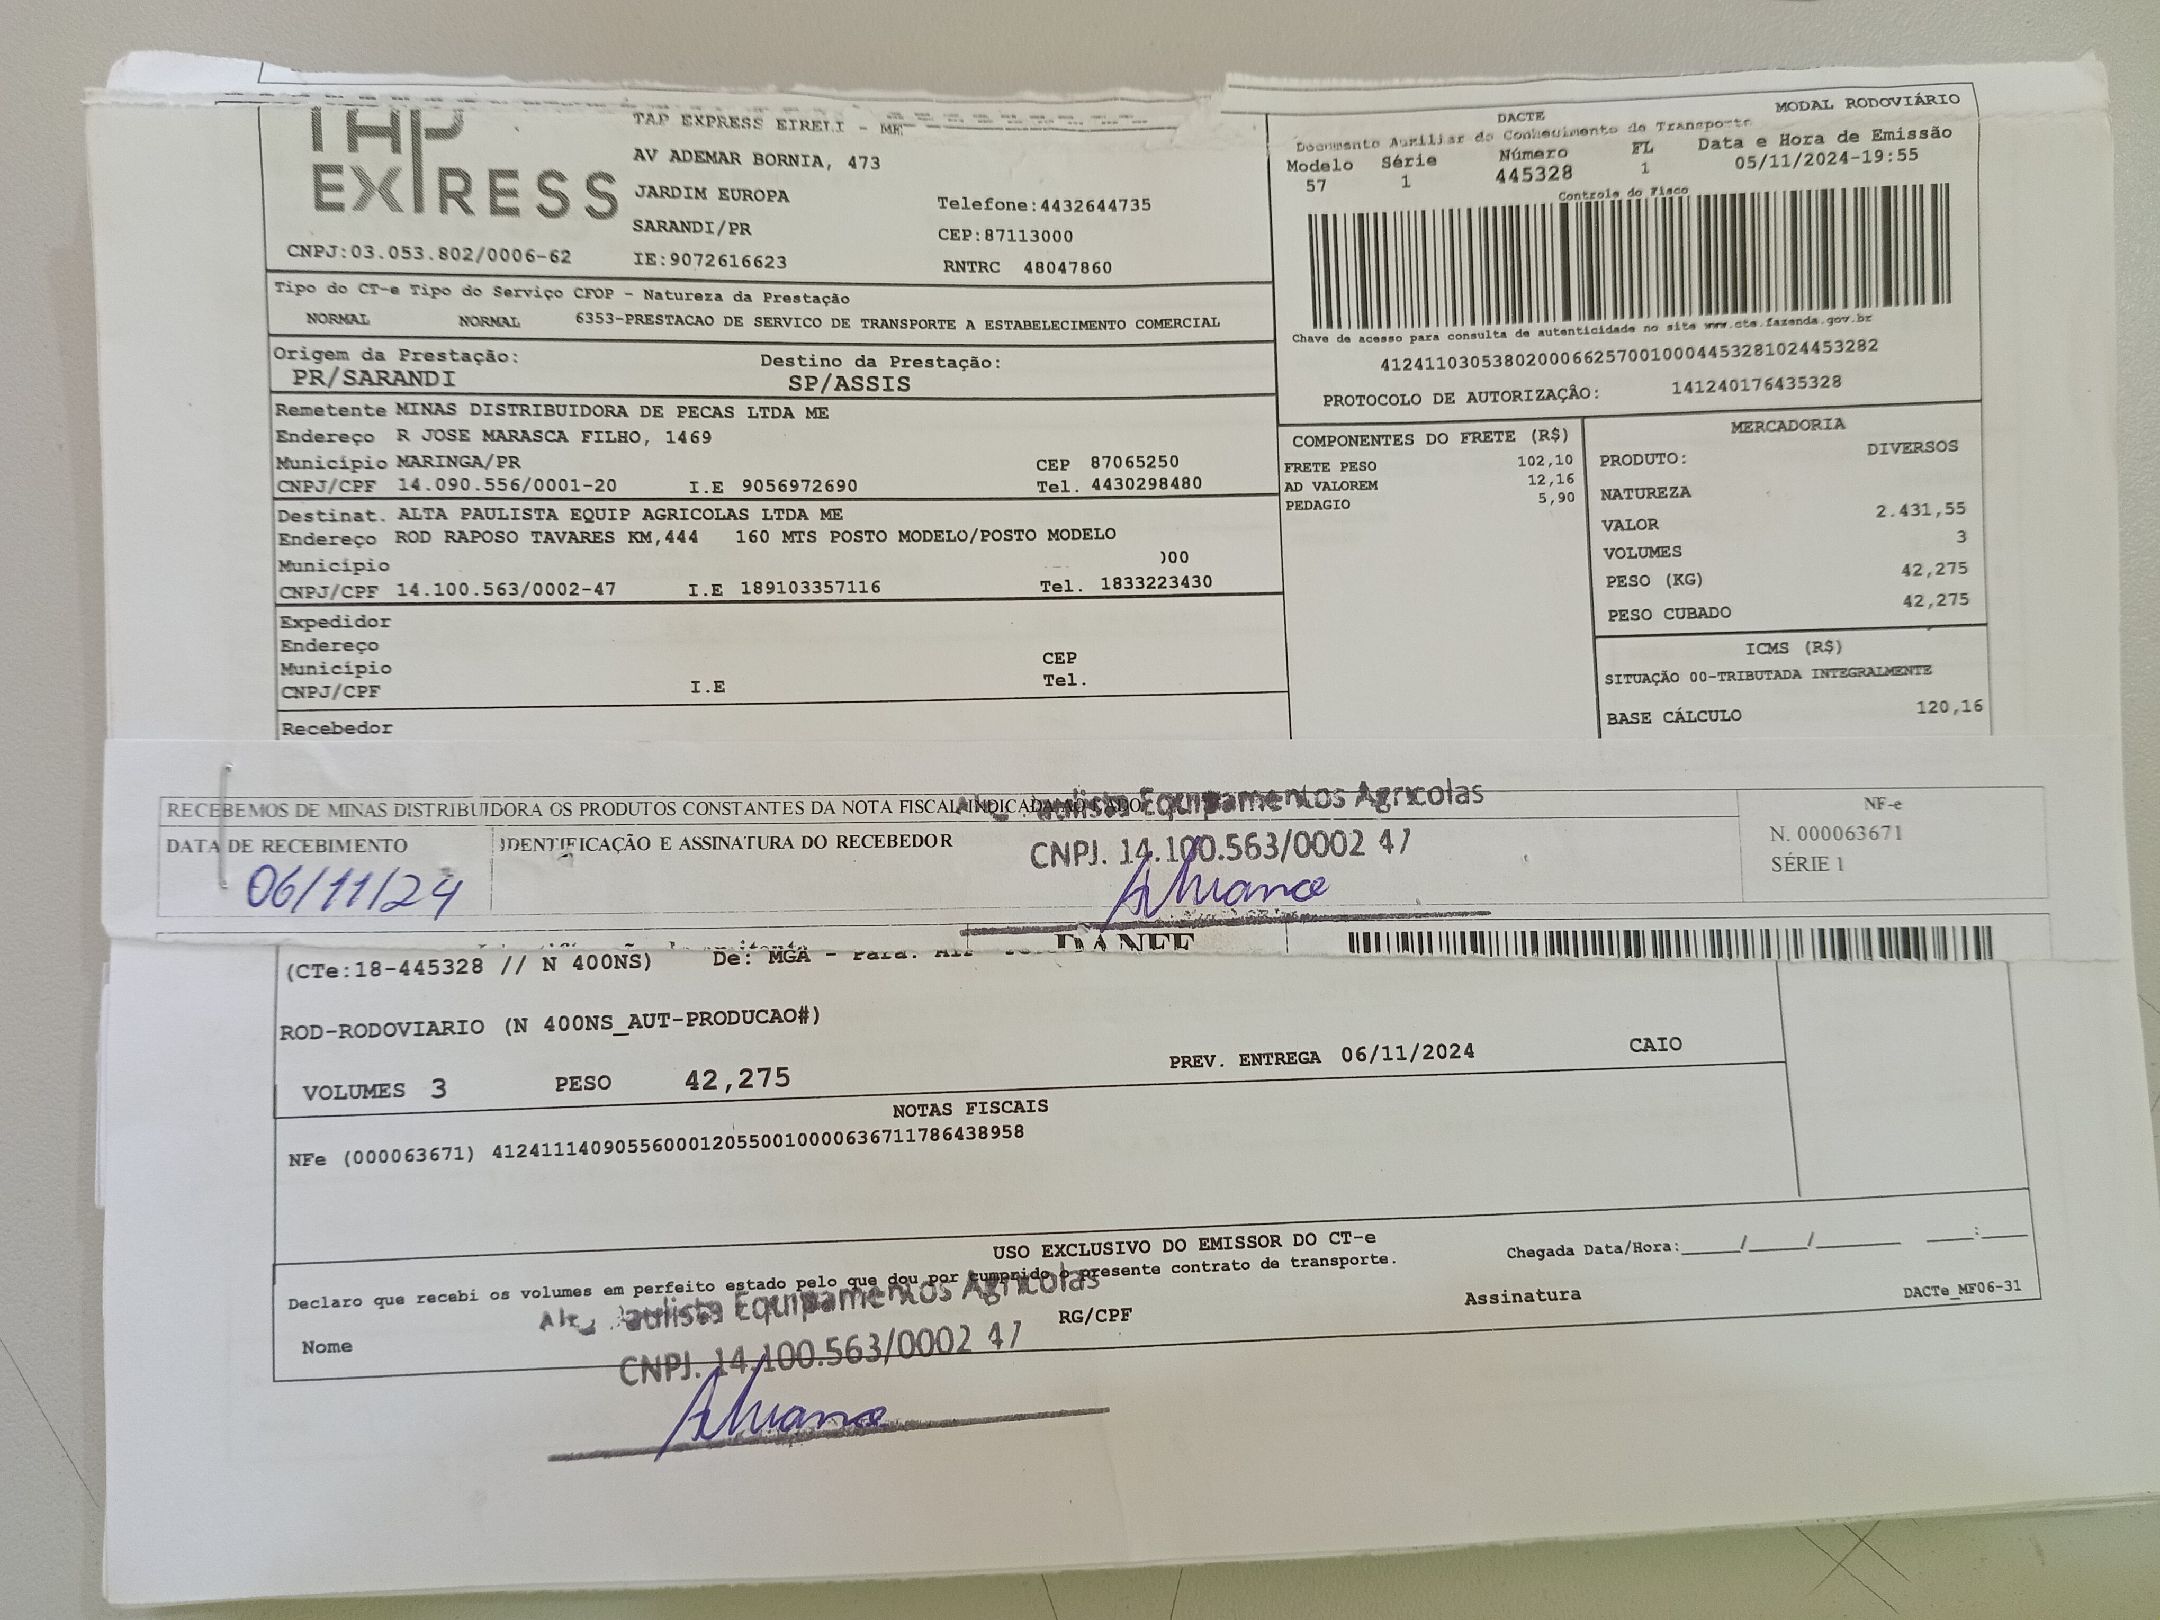 TAP EXPRESS
TAP EXPRESS EIRELI - ME
AV ADEMAR BORNIA, 473
JARDIM EUROPA
SARANDI/PR
IE:9072616623
Telefone:4432644735
CEP:87113000
RNTRC 48047860
CNPJ:03.053.802/0006-62
DACTE
MODAL RODOVIÁRIO
Documento Auxiliar do Conhecimento de Transporte
Modelo Série Número FL Data e Hora de Emissão
57 1 445328 1 05/11/2024-19:55
Controle do Fisco
Chave de acesso para consulta de autenticidade no site www.cte.fazenda.gov.br
41241103053802000662570010004453281024453282
PROTOCOLO DE AUTORIZAÇÂO: 141240176435328
Tipo do CT-e Tipo do Serviço CFOP - Natureza da Prestação
NORMAL NORMAL 6353-PRESTACAO DE SERVICO DE TRANSPORTE A ESTABELECIMENTO COMERCIAL
Origem da Prestação: Destino da Prestação:
PR/SARANDI SP/ASSIS
Remetente MINAS DISTRIBUIDORA DE PECAS LTDA ME
Endereço R JOSE MARASCA FILHO, 1469
Município MARINGA/PR CEP 87065250
CNPJ/CPF 14.090.556/0001-20 I.E 9056972690 Tel. 4430298480
Destinat. ALTA PAULISTA EQUIP AGRICOLAS LTDA ME
Endereço ROD RAPOSO TAVARES KM,444 160 MTS POSTO MODELO/POSTO MODELO
Município 00
CNPJ/CPF 14.100.563/0002-47 I.E 189103357116 Tel. 1833223430
Expedidor
Endereço
Município CEP
CNPJ/CPF I.E Tel.
Recebedor
COMPONENTES DO FRETE (R$)
FRETE PESO 102,10
AD VALOREM 12,16
PEDAGIO 5,90
MERCADORIA
PRODUTO: DIVERSOS
NATUREZA
VALOR 2.431,55
VOLUMES 3
PESO (KG) 42,275
PESO CUBADO 42,275
ICMS (R$)
SITUAÇÃO 00-TRIBUTADA INTEGRALMENTE
BASE CÁLCULO 120,16
RECEBEMOS DE MINAS DISTRIBUIDORA OS PRODUTOS CONSTANTES DA NOTA FISCAL INDICADA AO LADO
aulista Equipamentos Agricolas
CNPJ. 14.100.563/0002 47
DATA DE RECEBIMENTO IDENTIFICAÇÃO E ASSINATURA DO RECEBEDOR
06/11/24
NF-e
N. 000063671
SÉRIE 1
DANFE
(CTe:18-445328 // N 400NS) De: MGA - Para:
ROD-RODOVIARIO (N 400NS_AUT-PRODUCAO#)
PREV. ENTREGA 06/11/2024 CAIO
VOLUMES 3 PESO 42,275
NOTAS FISCAIS
NFe (000063671) 41241114090556000120550010000636711786438958
USO EXCLUSIVO DO EMISSOR DO CT-e
Declaro que recebi os volumes em perfeito estado pelo que dou por cumprido o presente contrato de transporte.
Chegada Data/Hora:____/____/______ ___:___
aulista Equipamentos Agricolas
CNPJ. 14.100.563/0002 47
Nome RG/CPF Assinatura
DACTe_MF06-31